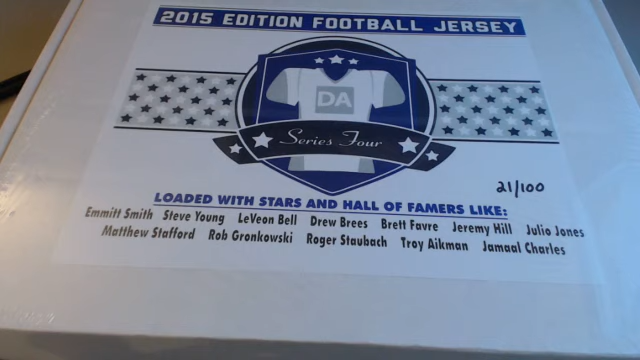 2015 EDITION FOOTBALL JERSEY
DA
Series Four
21/100
LOADED WITH STARS AND HALL OF FAMERS LIKE:
Emmitt Smith Steve Young LeVeon Bell Drew Brees Brett Favre Jeremy Hill Julio Jones
Matthew Stafford Rob Gronkowski Roger Staubach Troy Aikman Jamaal Charles